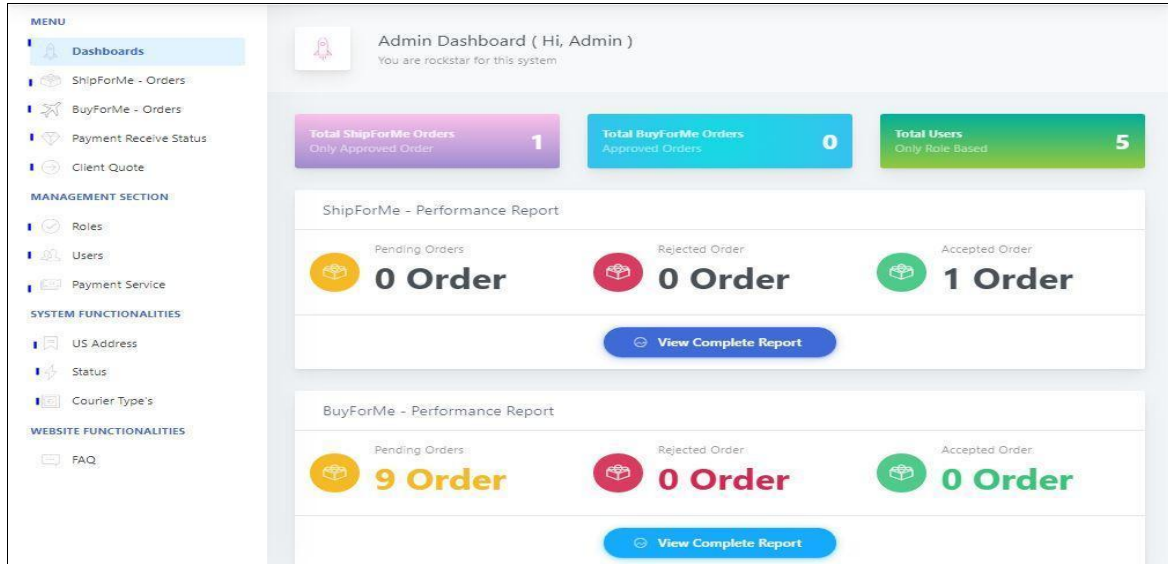 MENU
Dashboards
ShipForMe - Orders
BuyForMe - Orders
Payment Receive Status
Client Quote
MANAGEMENT SECTION
Roles
Users
Payment Service
SYSTEM FUNCTIONALITIES
US Address
Status
Courier Type's
WEBSITE FUNCTIONALITIES
FAQ
Admin Dashboard ( Hi, Admin )
You are rockstar for this system
Total ShipForMe Orders
Only Approved Order
1
Total BuyForMe Orders
Approved Orders
0
Total Users
Only Role Based
5
ShipForMe - Performance Report
Pending Orders
0 Order
Rejected Order
0 Order
Accepted Order
1 Order
View Complete Report
BuyForMe - Performance Report
Pending Orders
9 Order
Rejected Order
0 Order
Accepted Order
0 Order
View Complete Report